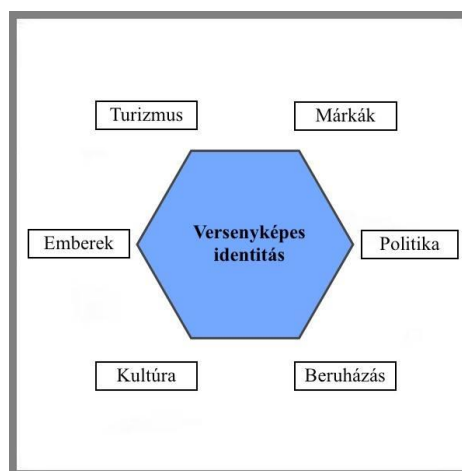 Turizmus
Márkák
Versenyképes
identitás
Emberek
Politika
Kultúra
Beruházás